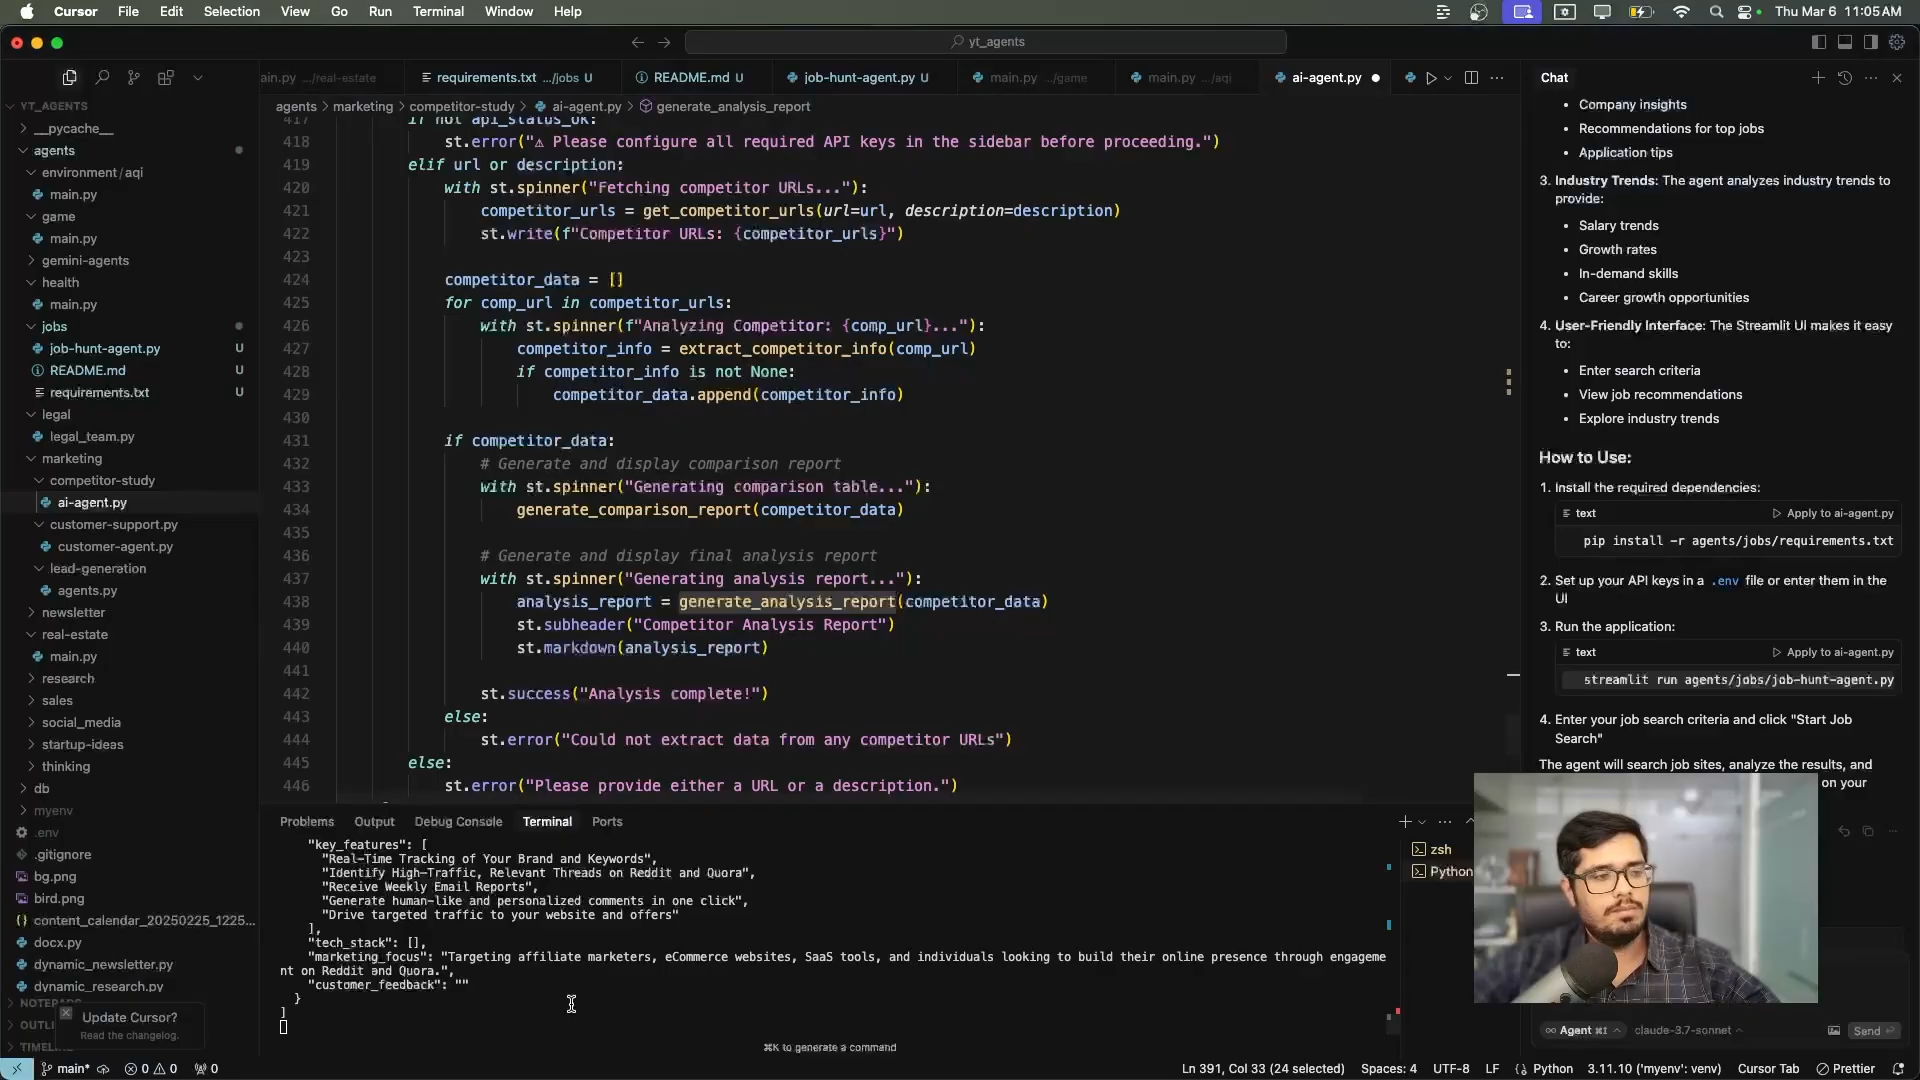 Cursor File Edit Selection View Go Run Terminal Window Help
Thu Mar 6 11:05 AM
yt_agents
ain.py .../real-estate
requirements.txt .../jobs U
README.md U
job-hunt-agent.py U
main.py .../game
main.py .../aqi
ai-agent.py
agents > marketing > competitor-study > ai-agent.py > generate_analysis_report
YT_AGENTS
__pycache__
agents
environment/aqi
main.py
game
main.py
gemini-agents
health
main.py
jobs
job-hunt-agent.py U
README.md U
requirements.txt U
legal
legal_team.py
marketing
competitor-study
ai-agent.py
customer-support.py
customer-agent.py
lead-generation
agents.py
newsletter
real-estate
main.py
research
sales
social_media
startup-ideas
thinking
db
myenv
.env
.gitignore
bg.png
bird.png
content_calendar_20250225_1225...
docx.py
dynamic_newsletter.py
dynamic_research.py
NOTEPADS
OUTLI
TIMELINE
Update Cursor?
Read the changelog.
417 if not api_status_ok:
418 st.error("⚠ Please configure all required API keys in the sidebar before proceeding.")
419 elif url or description:
420 with st.spinner("Fetching competitor URLs..."):
421 competitor_urls = get_competitor_urls(url=url, description=description)
422 st.write(f"Competitor URLs: {competitor_urls}")
423
424 competitor_data = []
425 for comp_url in competitor_urls:
426 with st.spinner(f"Analyzing Competitor: {comp_url}..."):
427 competitor_info = extract_competitor_info(comp_url)
428 if competitor_info is not None:
429 competitor_data.append(competitor_info)
430
431 if competitor_data:
432 # Generate and display comparison report
433 with st.spinner("Generating comparison table..."):
434 generate_comparison_report(competitor_data)
435
436 # Generate and display final analysis report
437 with st.spinner("Generating analysis report..."):
438 analysis_report = generate_analysis_report(competitor_data)
439 st.subheader("Competitor Analysis Report")
440 st.markdown(analysis_report)
441
442 st.success("Analysis complete!")
443 else:
444 st.error("Could not extract data from any competitor URLs")
445 else:
446 st.error("Please provide either a URL or a description.")
Problems Output Debug Console Terminal Ports
"key_features": [
"Real-Time Tracking of Your Brand and Keywords",
"Identify High-Traffic, Relevant Threads on Reddit and Quora",
"Receive Weekly Email Reports",
"Generate human-like and personalized comments in one click",
"Drive targeted traffic to your website and offers"
],
"tech_stack": [],
"marketing_focus": "Targeting affiliate marketers, eCommerce websites, SaaS tools, and individuals looking to build their online presence through engageme
nt on Reddit and Quora.",
"customer_feedback": ""
}
]
⌘K to generate a command
zsh
Python
Chat
• Company insights
• Recommendations for top jobs
• Application tips
3. Industry Trends: The agent analyzes industry trends to
provide:
• Salary trends
• Growth rates
• In-demand skills
• Career growth opportunities
4. User-Friendly Interface: The Streamlit UI makes it easy
to:
• Enter search criteria
• View job recommendations
• Explore industry trends
How to Use:
1. Install the required dependencies:
text Apply to ai-agent.py
pip install -r agents/jobs/requirements.txt
2. Set up your API keys in a .env file or enter them in the
UI
3. Run the application:
text Apply to ai-agent.py
streamlit run agents/jobs/job-hunt-agent.py
4. Enter your job search criteria and click "Start Job
Search"
The agent will search job sites, analyze the results, and
on your
Agent ⌘I claude-3.7-sonnet Send
main* 0 0 0
Ln 391, Col 33 (24 selected) Spaces: 4 UTF-8 LF Python 3.11.10 ('myenv': venv) Cursor Tab Prettier